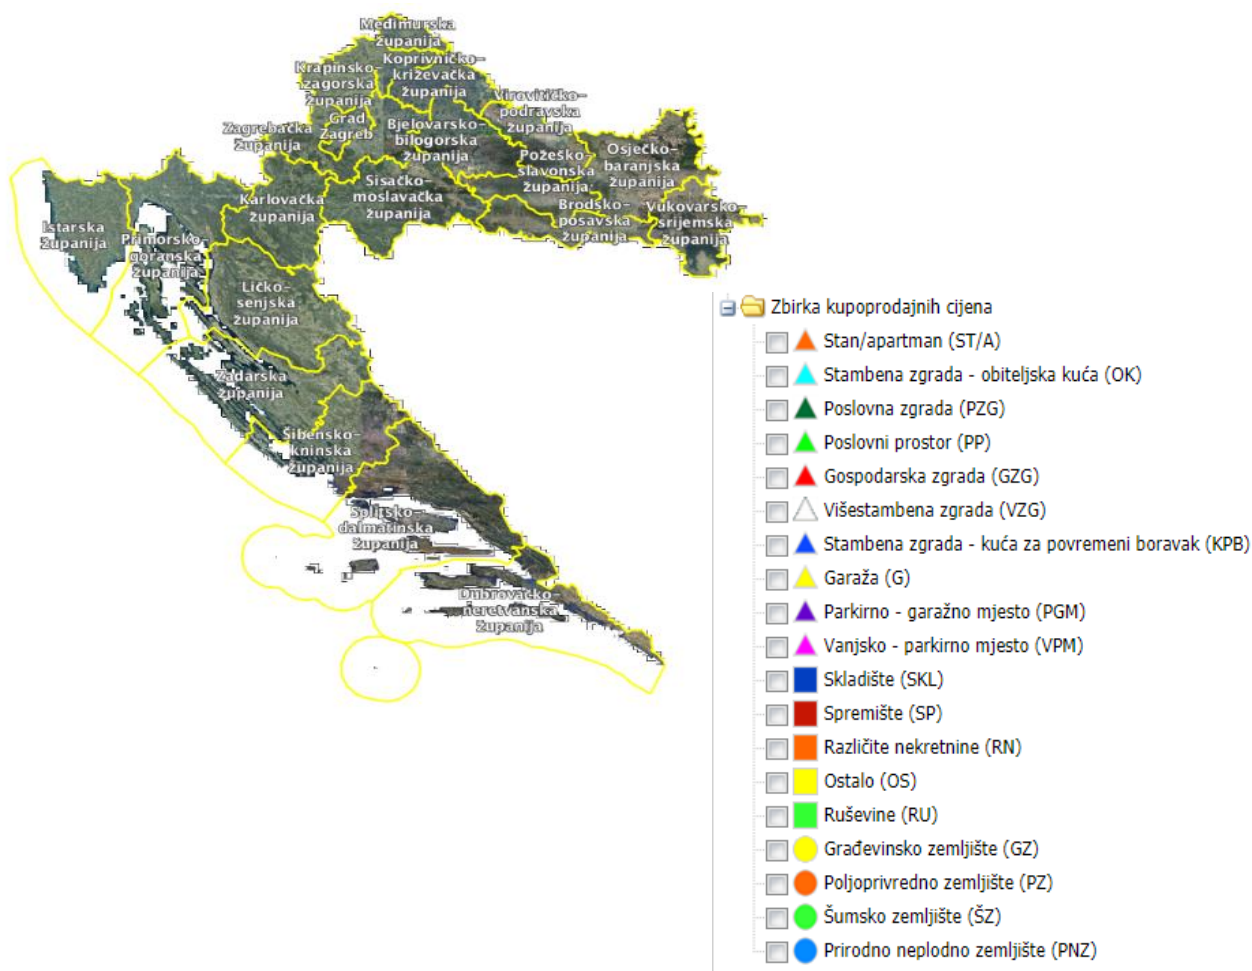 Međimurska
županija
Koprivničko-
križevačka
županija
Krapinsko-
zagorska
županija
Virovitičko-
podravska
županija
Grad
Zagreb
Zagrebačka
županija
Bjelovarsko-
bilogorska
županija
Požeško-
slavonska
županija
Osječko-
baranjska
županija
Sisačko-
moslavačka
županija
Karlovačka
županija
Brodsko-
posavska
županija
Vukovarsko-
srijemska
županija
Istarska
županija
Primorsko-
goranska
županija
Ličko-
senjska
županija
Zadarska
županija
Šibensko-
kninska
županija
Splitsko-
dalmatinska
županija
Dubrovačko-
neretvanska
županija
Zbirka kupoprodajnih cijena
Stan/apartman (ST/A)
Stambena zgrada - obiteljska kuća (OK)
Poslovna zgrada (PZG)
Poslovni prostor (PP)
Gospodarska zgrada (GZG)
Višestambena zgrada (VZG)
Stambena zgrada - kuća za povremeni boravak (KPB)
Garaža (G)
Parkirno - garažno mjesto (PGM)
Vanjsko - parkirno mjesto (VPM)
Skladište (SKL)
Spremište (SP)
Različite nekretnine (RN)
Ostalo (OS)
Ruševine (RU)
Građevinsko zemljište (GZ)
Poljoprivredno zemljište (PZ)
Šumsko zemljište (ŠZ)
Prirodno neplodno zemljište (PNZ)